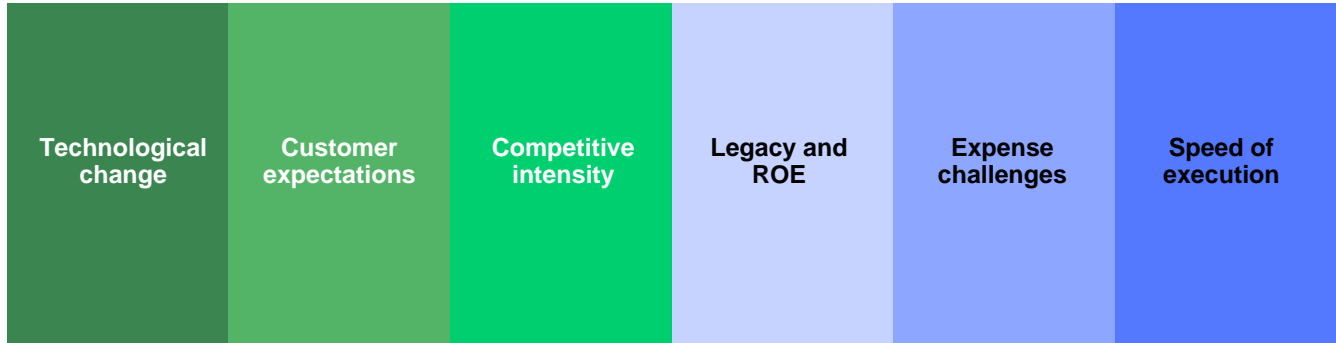 Technological
change
Customer
expectations
Competitive
intensity
Legacy and
ROE
Expense
challenges
Speed of
execution